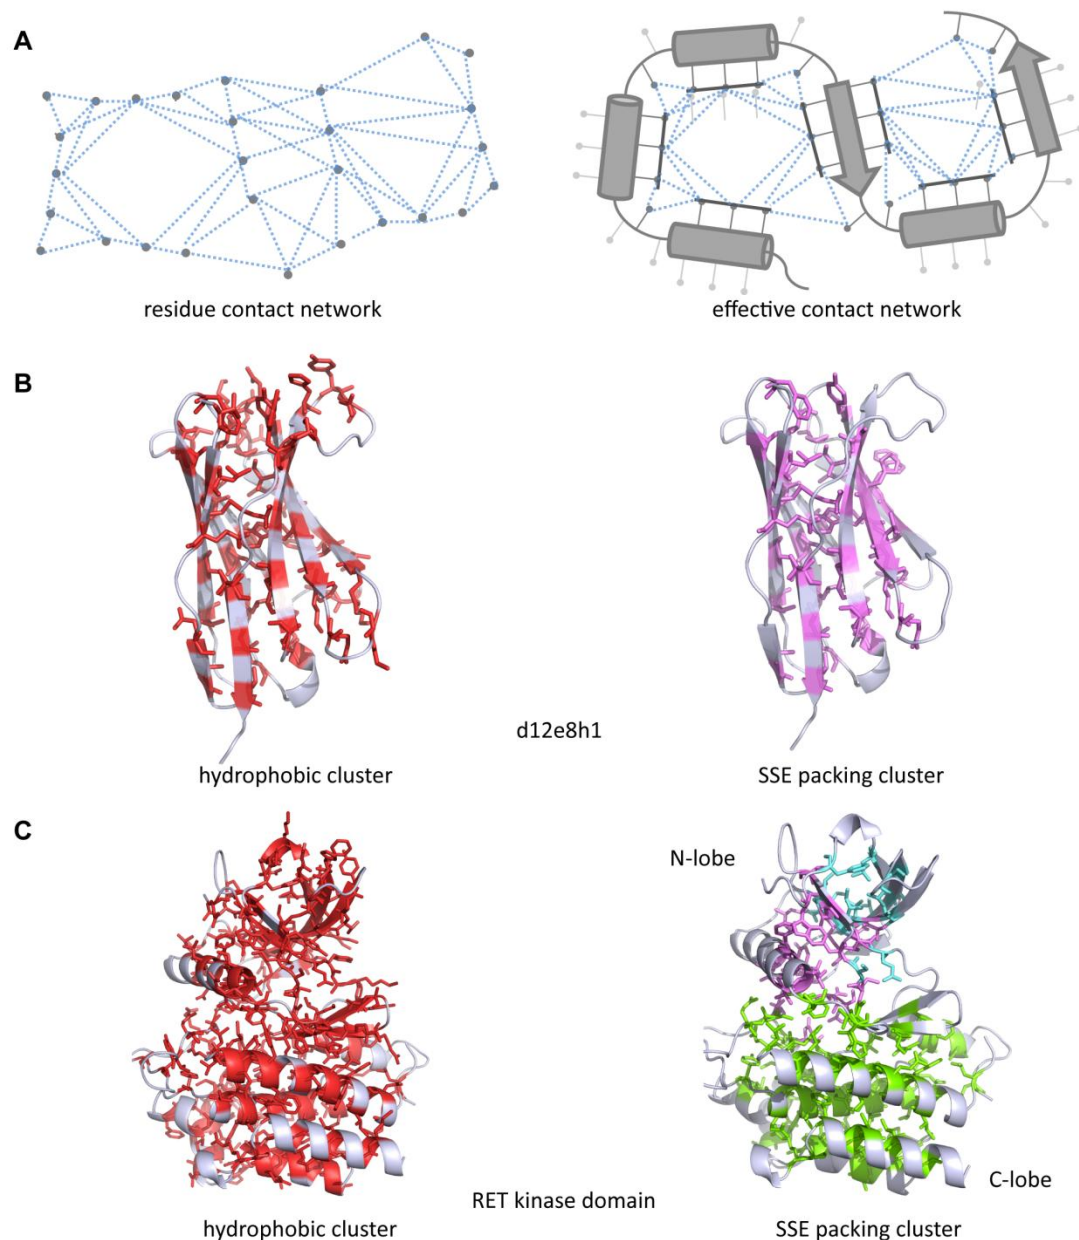 A
residue contact network
effective contact network
B
d12e8h1
hydrophobic cluster
SSE packing cluster
C
N-lobe
C-lobe
RET kinase domain
hydrophobic cluster
SSE packing cluster